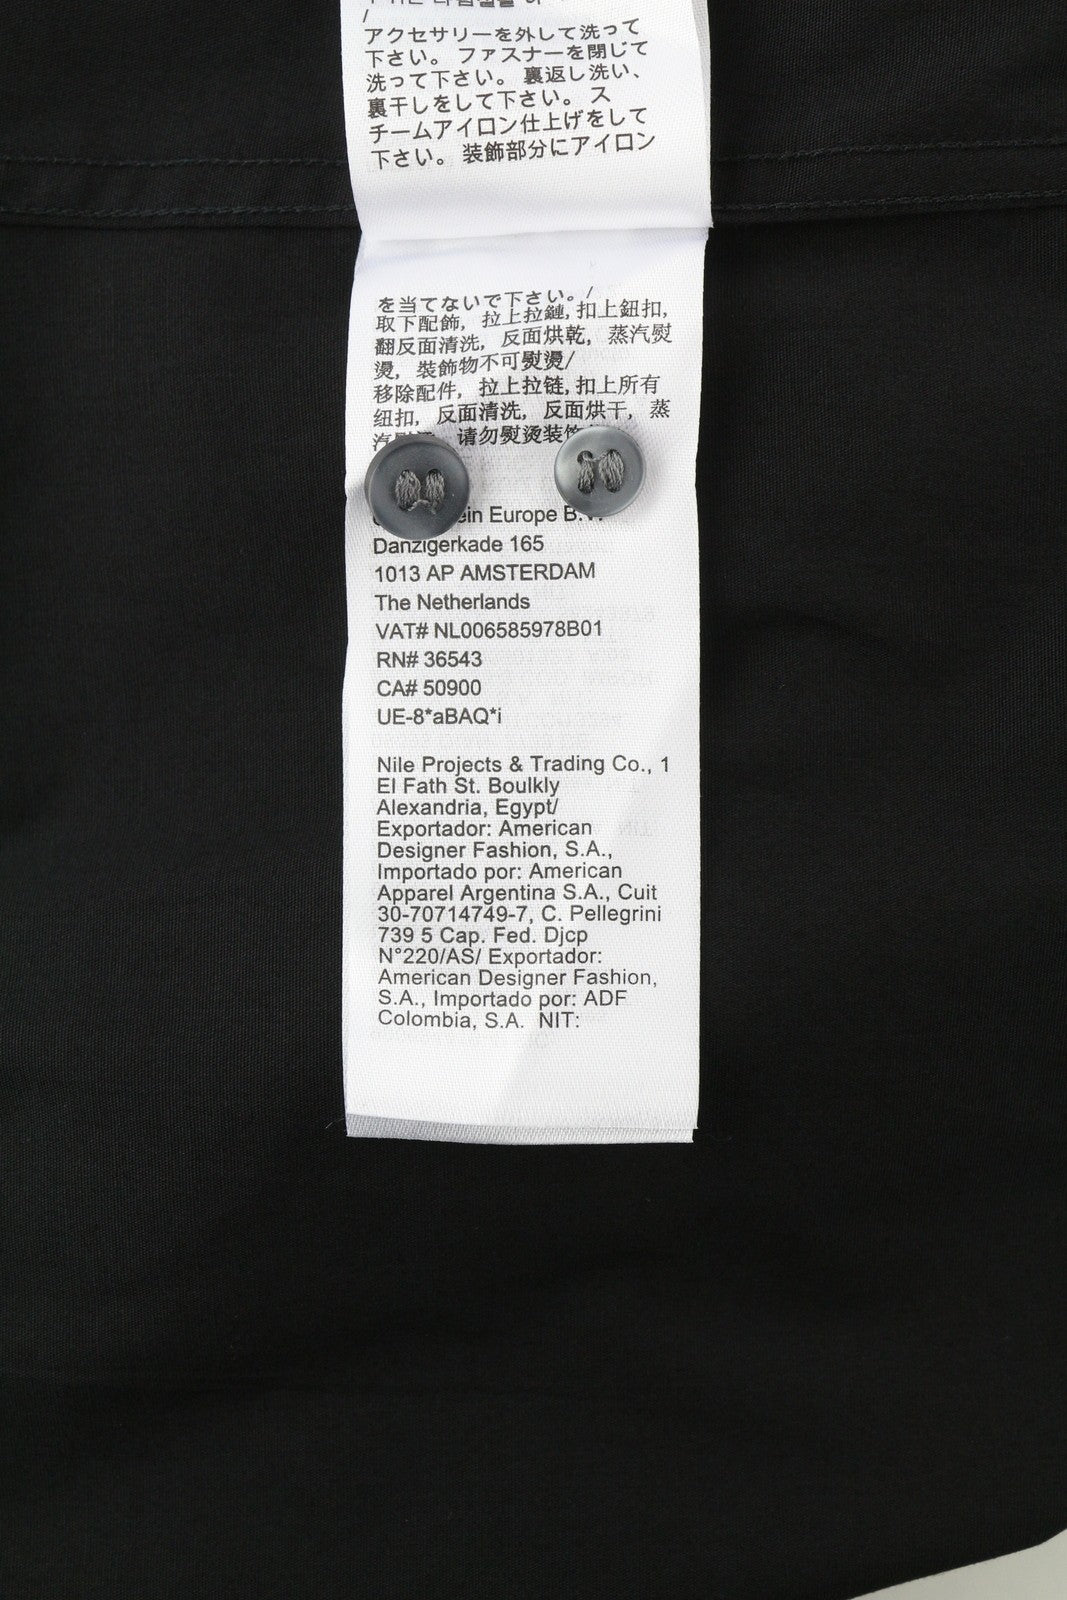 /
アクセサリーを外して洗って
下さい。 ファスナーを閉じて
洗って下さい。 裏返し洗い、
裏干しをして下さい。 ス
チームアイロン仕上げをして
下さい。 装飾部分にアイロン
を当てないで下さい。/
取下配飾, 拉上拉鏈, 扣上鈕扣,
翻反面清洗, 反面烘乾, 蒸汽熨
燙, 裝飾物不可熨燙/
移除配件, 拉上拉链, 扣上所有
纽扣, 反面清洗, 反面烘干, 蒸
请勿熨烫装饰
Europe
Danzigerkade 165
1013 AP AMSTERDAM
The Netherlands
VAT# NL006585978B01
RN# 36543
CA# 50900
UE-8*aBAQ*i
Nile Projects & Trading Co., 1
El Fath St. Boulkly
Alexandria, Egypt/
Exportador: American
Designer Fashion, S.A.,
Importado por: American
Apparel Argentina S.A., Cuit
30-70714749-7, C. Pellegrini
739 5 Cap. Fed. Djcp
N°220/AS/ Exportador:
American Designer Fashion,
S.A., Importado por: ADF
Colombia, S.A. NIT: